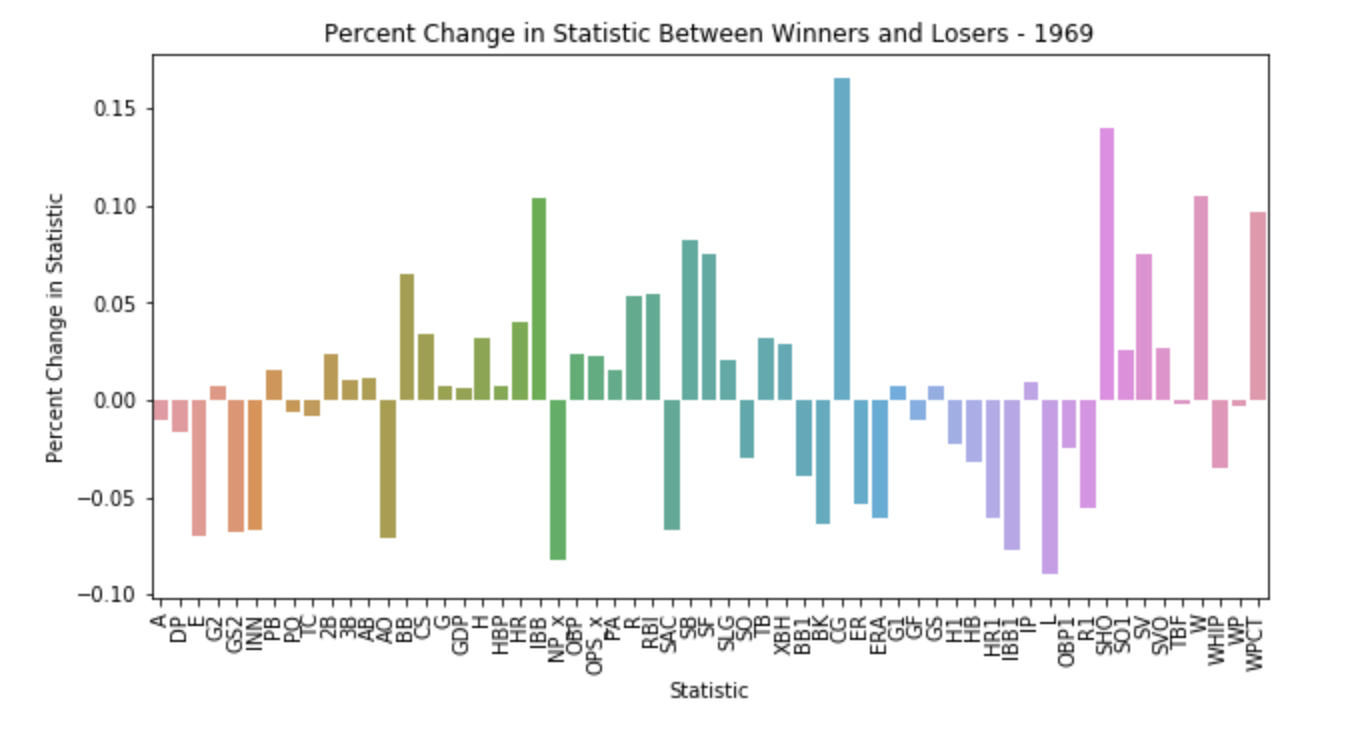 Percent Change in Statistic Between Winners and Losers - 1969
Percent Change in Statistic
0.15
0.10
0.05
0.00
−0.05
−0.10
A
DP
E
G2
GS2
INN
PB
PO
TC
2B
3B
AB
AO
BB
CS
G
GDP
H
HBP
HR
IBB
NP_x
OBP
OPS_x
PA
R
RBI
SAC
SB
SF
SLG
SO
TB
XBH
BB1
BK
CG
ER
ERA
G1
GF
GS
H1
HB
HR1
IBB1
IP
L
OBP1
R1
SHO
SO1
SV
SVO
TBF
W
WHIP
WP
WPCT
Statistic